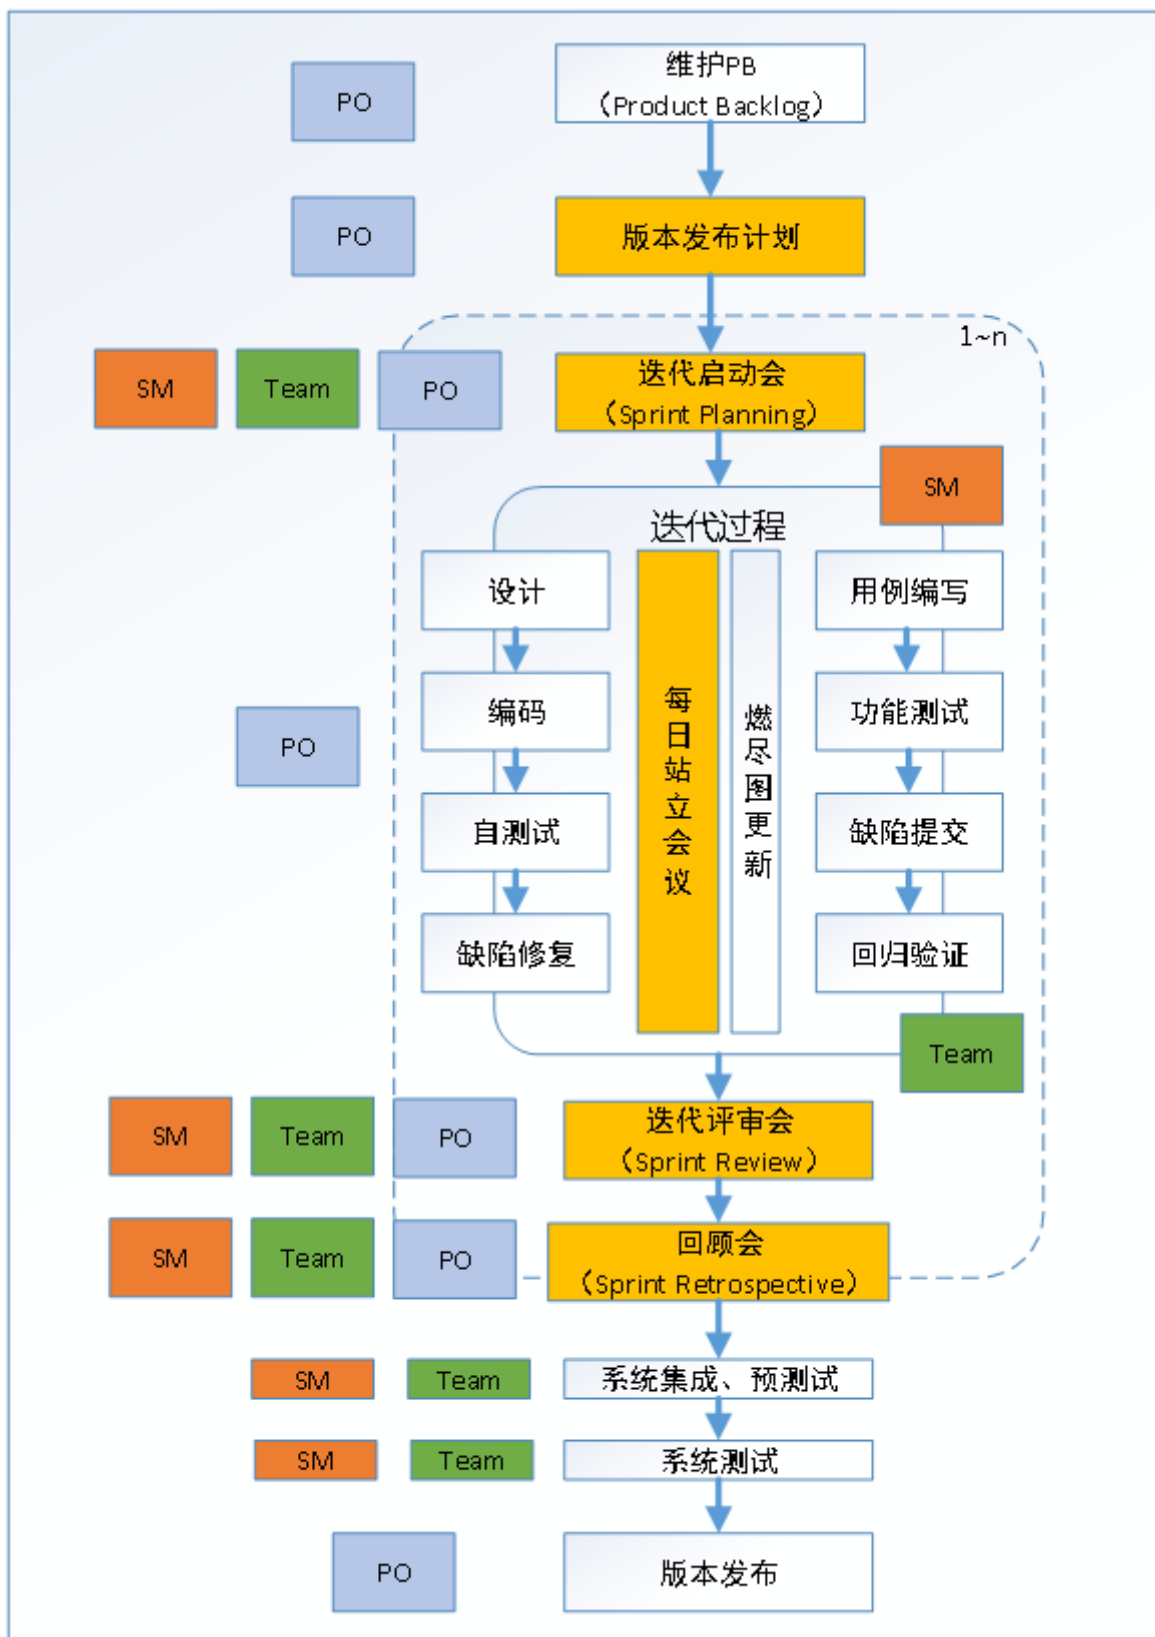 PO
维护PB
（Product Backlog）
PO
版本发布计划
1~n
SM
Team
PO
迭代启动会
（Sprint Planning）
SM
迭代过程
设计
编码
自测试
缺陷修复
每日站立会议
燃尽图更新
用例编写
功能测试
缺陷提交
回归验证
PO
Team
SM
Team
PO
迭代评审会
（Sprint Review）
SM
Team
PO
回顾会
（Sprint Retrospective）
SM
Team
系统集成、预测试
SM
Team
系统测试
PO
版本发布